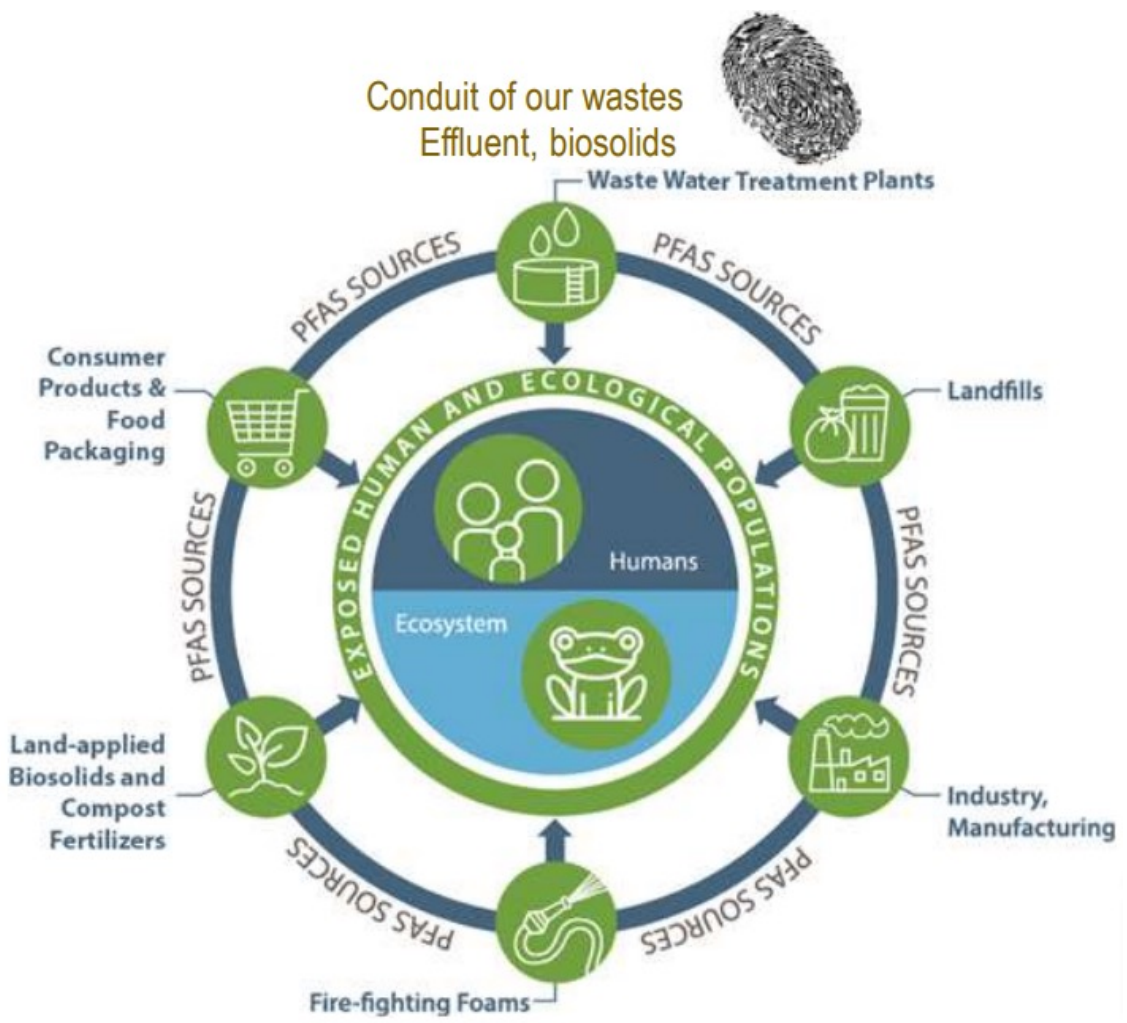 Conduit of our wastes
Effluent, biosolids
Waste Water Treatment Plants
PFAS SOURCES
PFAS SOURCES
Consumer
Products &
Food
Packaging
Landfills
EXPOSED HUMAN AND ECOLOGICAL POPULATIONS
Humans
Ecosystem
PFAS SOURCES
PFAS SOURCES
Land-applied
Biosolids and
Compost
Fertilizers
Industry,
Manufacturing
PFAS SOURCES
PFAS SOURCES
Fire-fighting Foams